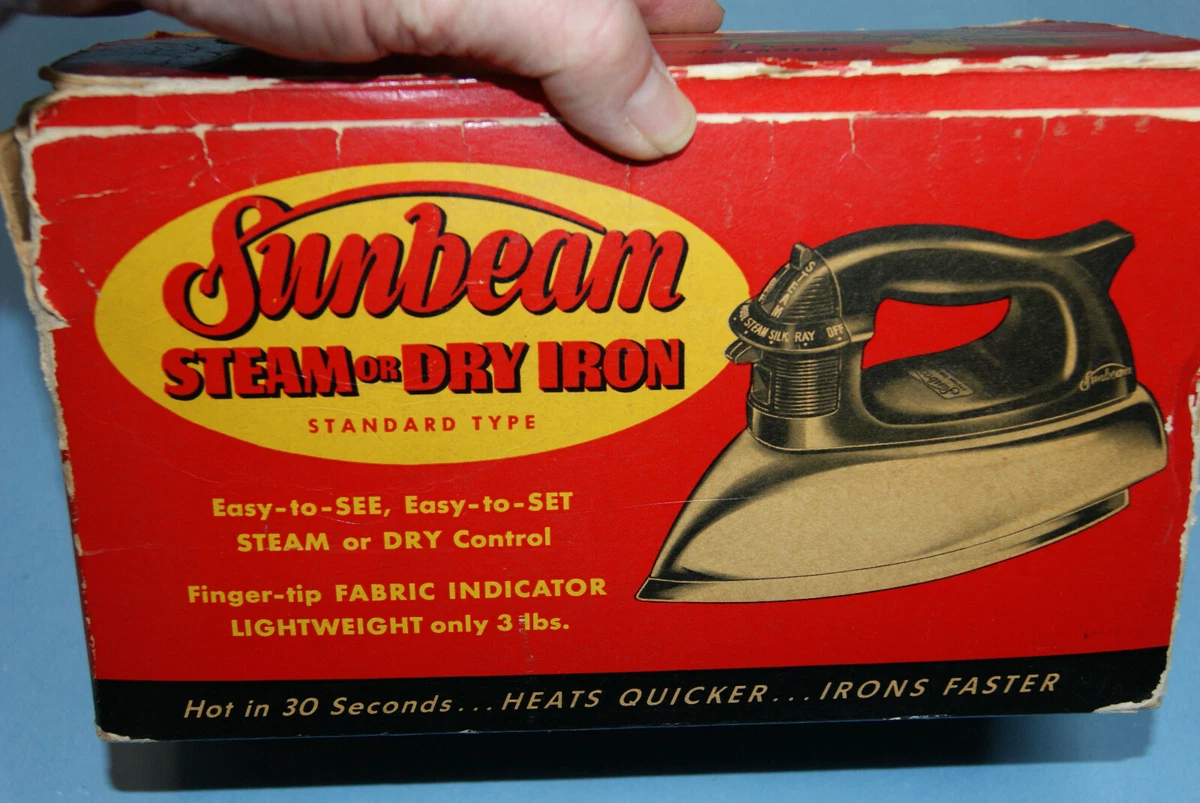 FASTER
Sunbeam
STEAM OR DRY IRON
STANDARD TYPE
STEAM
STEAM SILK RAY OFF
Sunbeam
Easy-to-SEE, Easy-to-SET
STEAM or DRY Control
Finger-tip FABRIC INDICATOR
LIGHTWEIGHT only 3 lbs.
Hot in 30 Seconds...HEATS QUICKER...IRONS FASTER